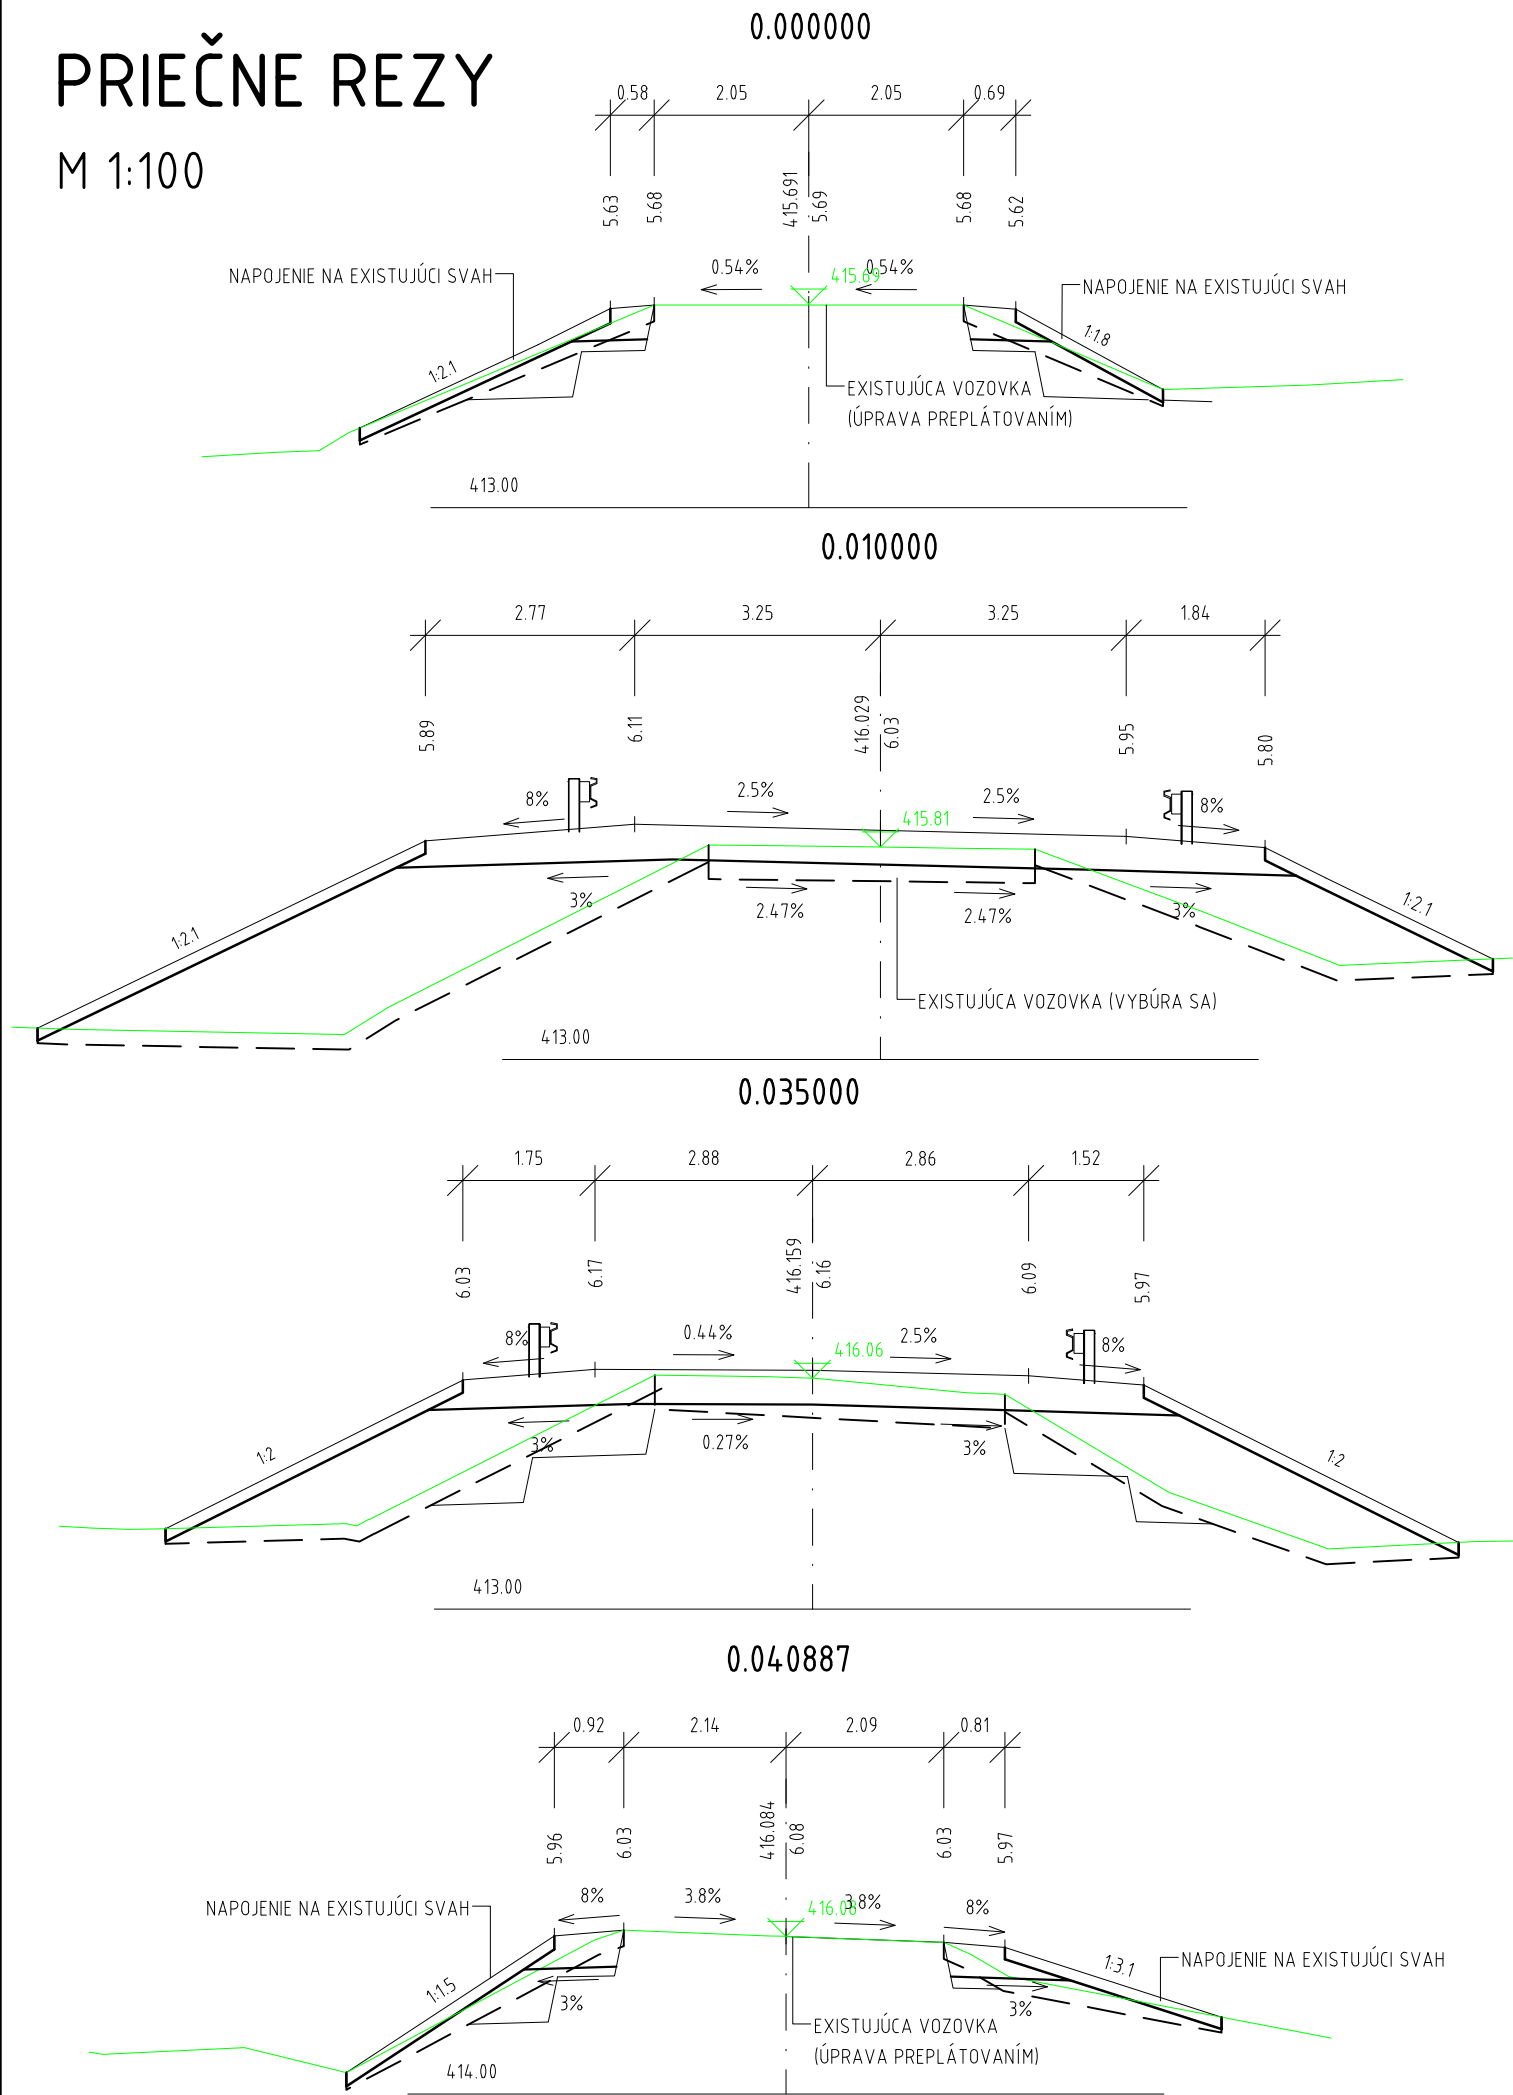 PRIEČNE REZY
M 1:100
0.000000
0.58 2.05 2.05 0.69
5.63 5.68 415.691 5.69 5.68 5.62
NAPOJENIE NA EXISTUJÚCI SVAH
0.54% 415.69 0.54%
NAPOJENIE NA EXISTUJÚCI SVAH
1:2.1
1:1.8
EXISTUJÚCA VOZOVKA
(ÚPRAVA PREPLÁTOVANÍM)
413.00
0.010000
2.77 3.25 3.25 1.84
5.89 6.11 416.029 6.03 5.95 5.80
8% 2.5% 2.5% 8%
415.81
3% 2.47% 2.47% 3%
1:2.1
1:2.1
EXISTUJÚCA VOZOVKA (VYBÚRA SA)
413.00
0.035000
1.75 2.88 2.86 1.52
6.03 6.17 416.159 6.16 6.09 5.97
8% 0.44% 2.5% 8%
416.06
1:2 3% 0.27% 3% 1:2
413.00
0.040887
0.92 2.14 2.09 0.81
5.96 6.03 416.084 6.08 6.03 5.97
NAPOJENIE NA EXISTUJÚCI SVAH
8% 3.8% 416.08 3.8% 8%
NAPOJENIE NA EXISTUJÚCI SVAH
1:1.5 3% 3% 1:3.1
EXISTUJÚCA VOZOVKA
(ÚPRAVA PREPLÁTOVANÍM)
414.00